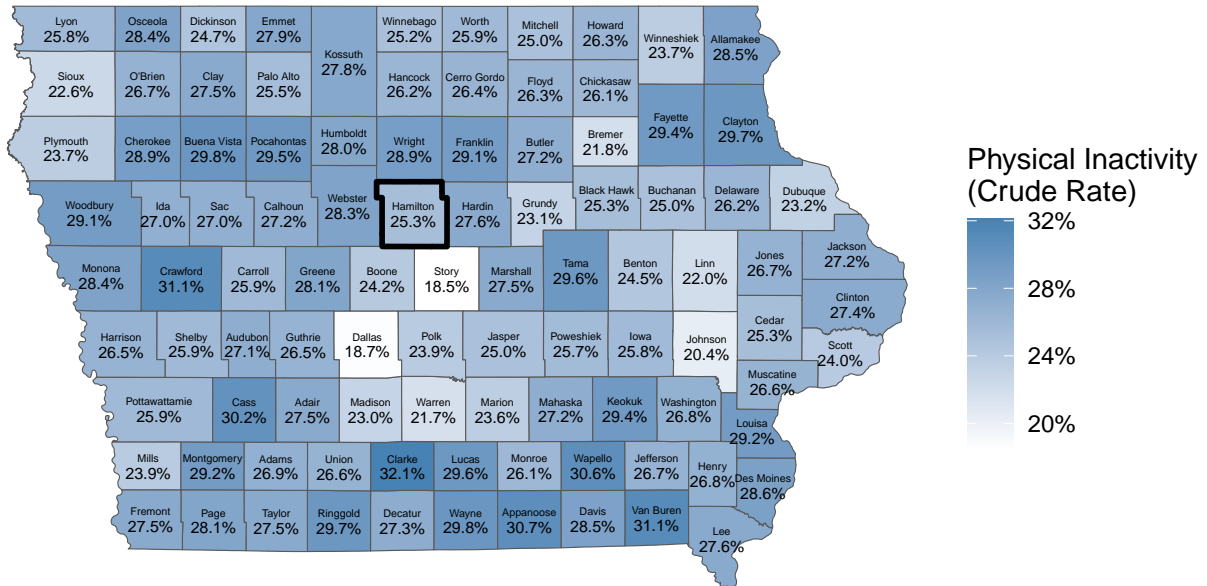 Lyon
25.8%
Osceola
28.4%
Dickinson
24.7%
Emmet
27.9%
Kossuth
27.8%
Winnebago
25.2%
Worth
25.9%
Mitchell
25.0%
Howard
26.3%
Winneshiek
23.7%
Allamakee
28.5%
Sioux
22.6%
O'Brien
26.7%
Clay
27.5%
Palo Alto
25.5%
Hancock
26.2%
Cerro Gordo
26.4%
Floyd
26.3%
Chickasaw
26.1%
Fayette
29.4%
Clayton
29.7%
Plymouth
23.7%
Cherokee
28.9%
Buena Vista
29.8%
Pocahontas
29.5%
Humboldt
28.0%
Wright
28.9%
Franklin
29.1%
Butler
27.2%
Bremer
21.8%
Woodbury
29.1%
Ida
27.0%
Sac
27.0%
Calhoun
27.2%
Webster
28.3%
Hamilton
25.3%
Hardin
27.6%
Grundy
23.1%
Black Hawk
25.3%
Buchanan
25.0%
Delaware
26.2%
Dubuque
23.2%
Monona
28.4%
Crawford
31.1%
Carroll
25.9%
Greene
28.1%
Boone
24.2%
Story
18.5%
Marshall
27.5%
Tama
29.6%
Benton
24.5%
Linn
22.0%
Jones
26.7%
Jackson
27.2%
Clinton
27.4%
Harrison
26.5%
Shelby
25.9%
Audubon
27.1%
Guthrie
26.5%
Dallas
18.7%
Polk
23.9%
Jasper
25.0%
Poweshiek
25.7%
Iowa
25.8%
Johnson
20.4%
Cedar
25.3%
Scott
24.0%
Muscatine
26.6%
Pottawattamie
25.9%
Cass
30.2%
Adair
27.5%
Madison
23.0%
Warren
21.7%
Marion
23.6%
Mahaska
27.2%
Keokuk
29.4%
Washington
26.8%
Louisa
29.2%
Mills
23.9%
Montgomery
29.2%
Adams
26.9%
Union
26.6%
Clarke
32.1%
Lucas
29.6%
Monroe
26.1%
Wapello
30.6%
Jefferson
26.7%
Henry
26.8%
Des Moines
28.6%
Fremont
27.5%
Page
28.1%
Taylor
27.5%
Ringgold
29.7%
Decatur
27.3%
Wayne
29.8%
Appanoose
30.7%
Davis
28.5%
Van Buren
31.1%
Lee
27.6%
Physical Inactivity
(Crude Rate)
32%
28%
24%
20%